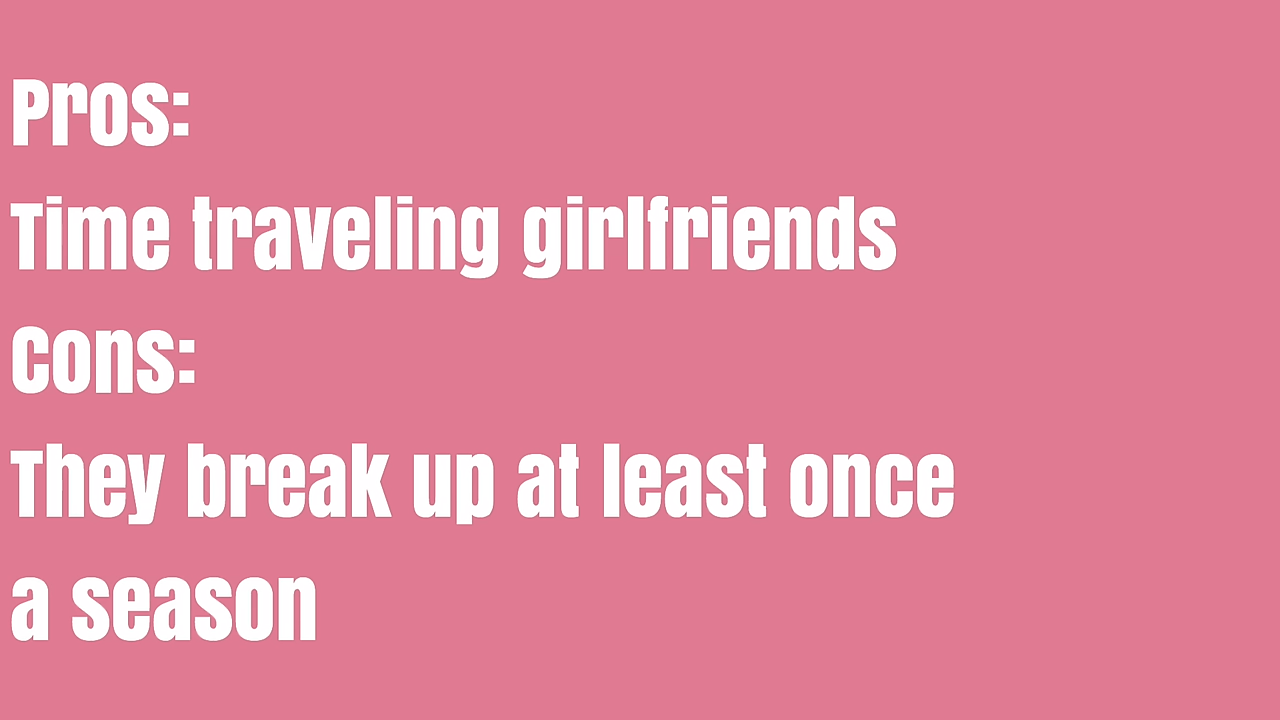 Pros:
Time traveling girlfriends
Cons:
They break up at least once
a season